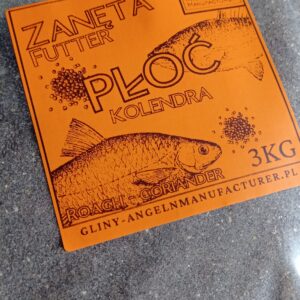 ZANĘTA
FUTTER
PŁOĆ
KOLENDRA
3KG
ROACH - CORIANDER
GLINY-ANGELNMANUFACTURER.PL